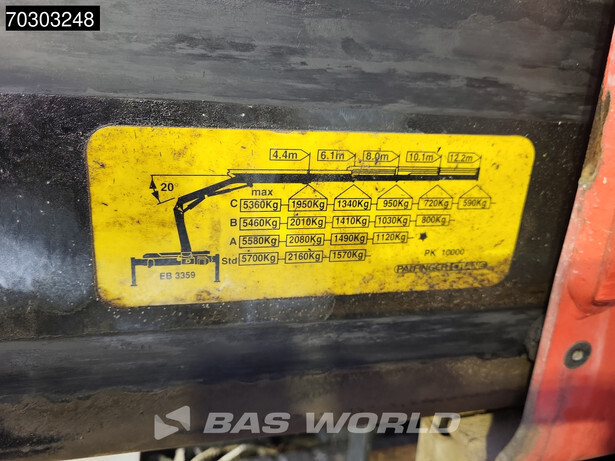 70303248
4.4m 6.1m 8.0m 10.1m 12.2m
20°
max
C 5360Kg 1950Kg 1340Kg 950Kg 720Kg 590Kg
B 5460Kg 2010Kg 1410Kg 1030Kg 800Kg
A 5580Kg 2080Kg 1490Kg 1120Kg
Std 5700Kg 2160Kg 1570Kg
PK 10000
PALFINGER-CRANE
EB 3359
BAS WORLD